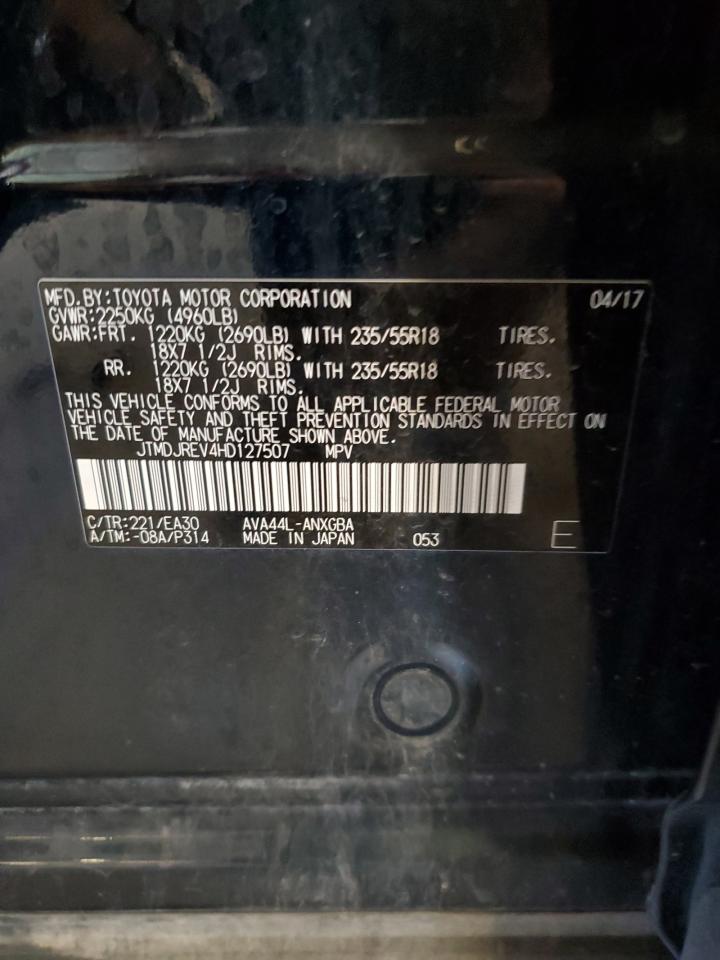 MFD.BY:TOYOTA MOTOR CORPORATION 04/17
GVWR:2250KG (4960LB)
GAWR:FRT. 1220KG (2690LB) WITH 235/55R18 TIRES.
18X7 1/2J RIMS.
RR. 1220KG (2690LB) WITH 235/55R18 TIRES.
18X7 1/2J RIMS.
THIS VEHICLE CONFORMS TO ALL APPLICABLE FEDERAL MOTOR
VEHICLE SAFETY AND THEFT PREVENTION STANDARDS IN EFFECT ON
THE DATE OF MANUFACTURE SHOWN ABOVE.
JTMDJREV4HD127507 MPV
C/TR:221/EA30 AVA44L-ANXGBA
A/TM:-08A/P314 MADE IN JAPAN 053 E